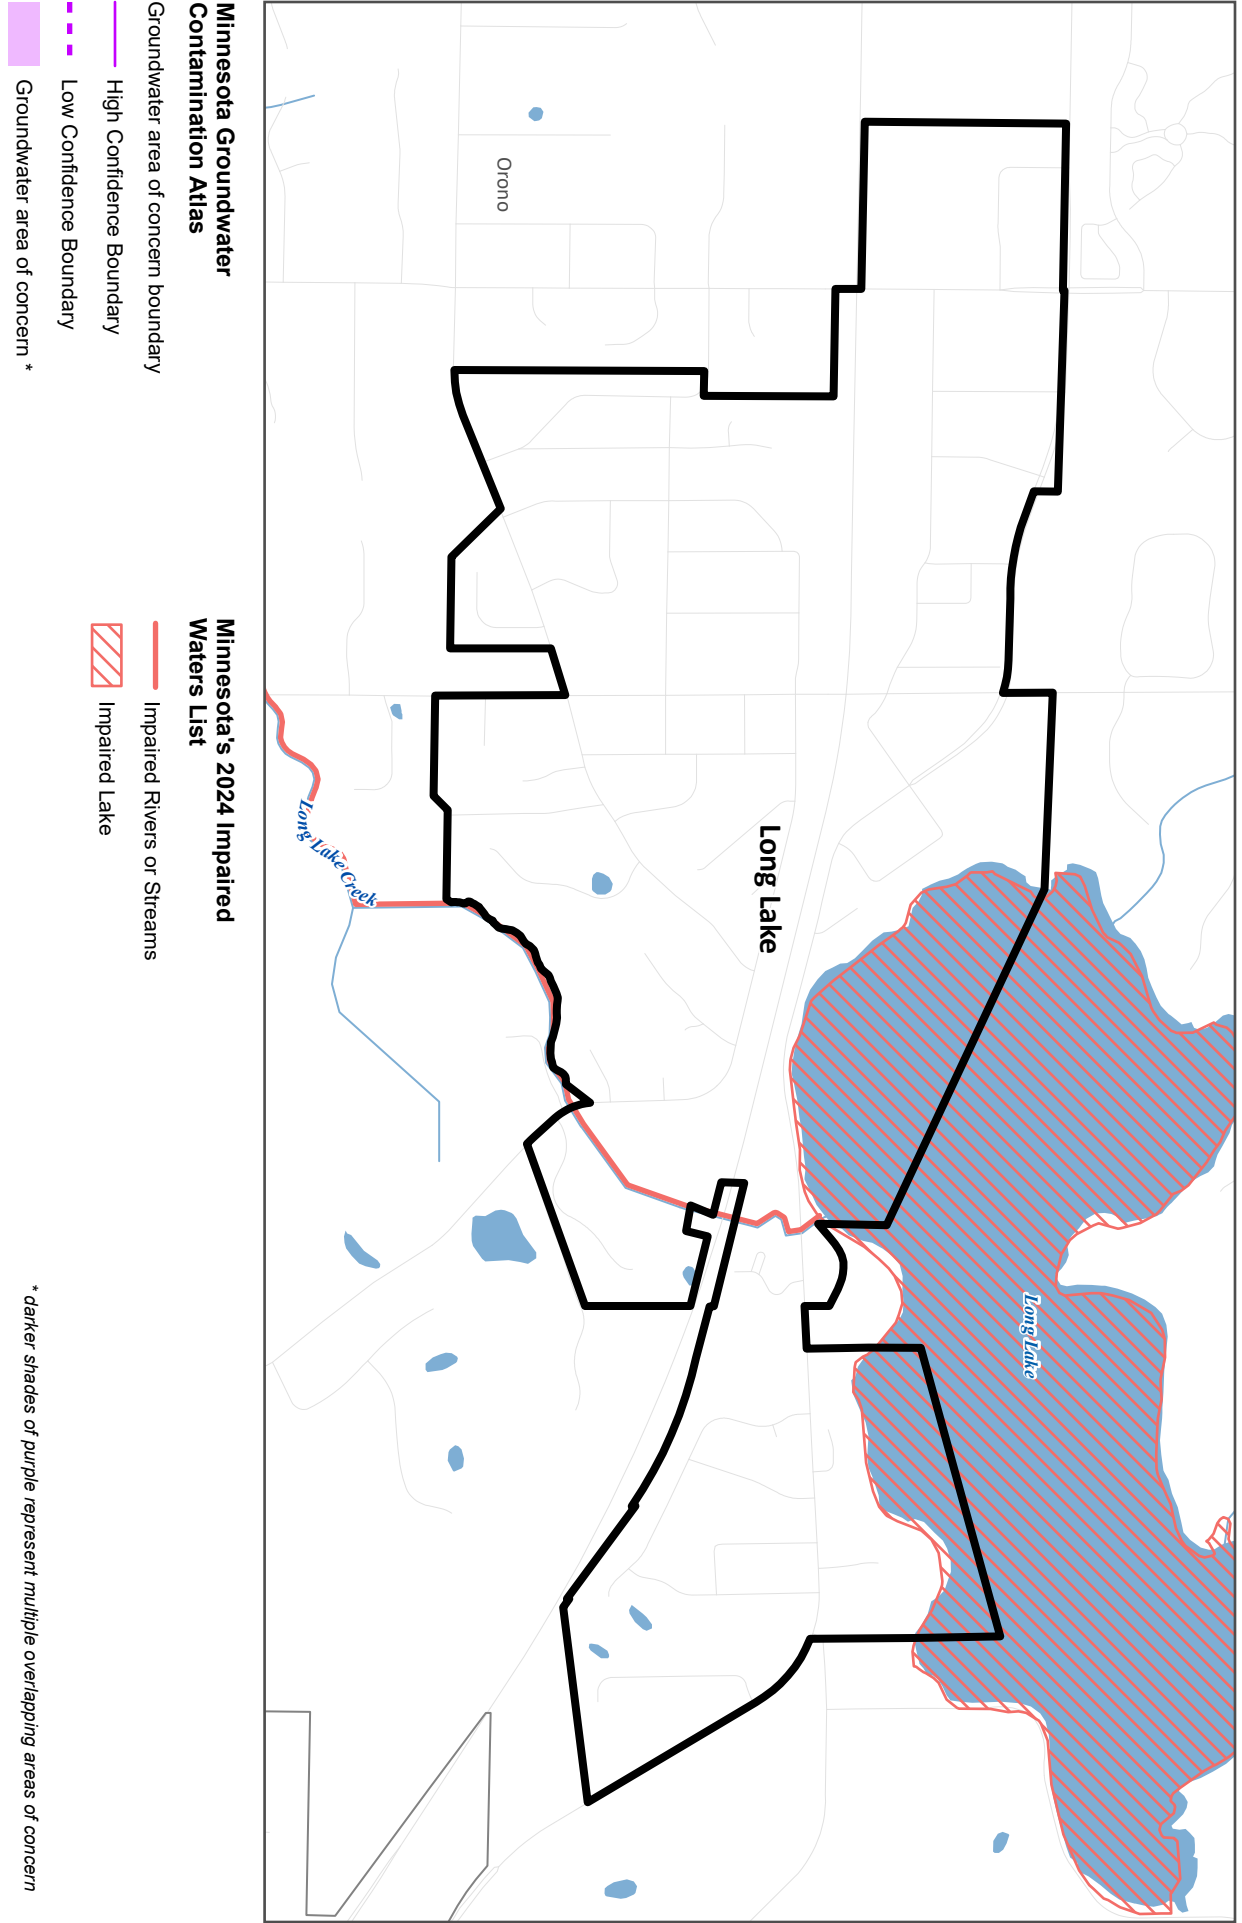 Orono
Long Lake
Long Lake
Long Lake Creek
Minnesota Groundwater
Contamination Atlas
Groundwater area of concern boundary
High Confidence Boundary
Low Confidence Boundary
Groundwater area of concern *
Minnesota's 2024 Impaired
Waters List
Impaired Rivers or Streams
Impaired Lake
* darker shades of purple represent multiple overlapping areas of concern